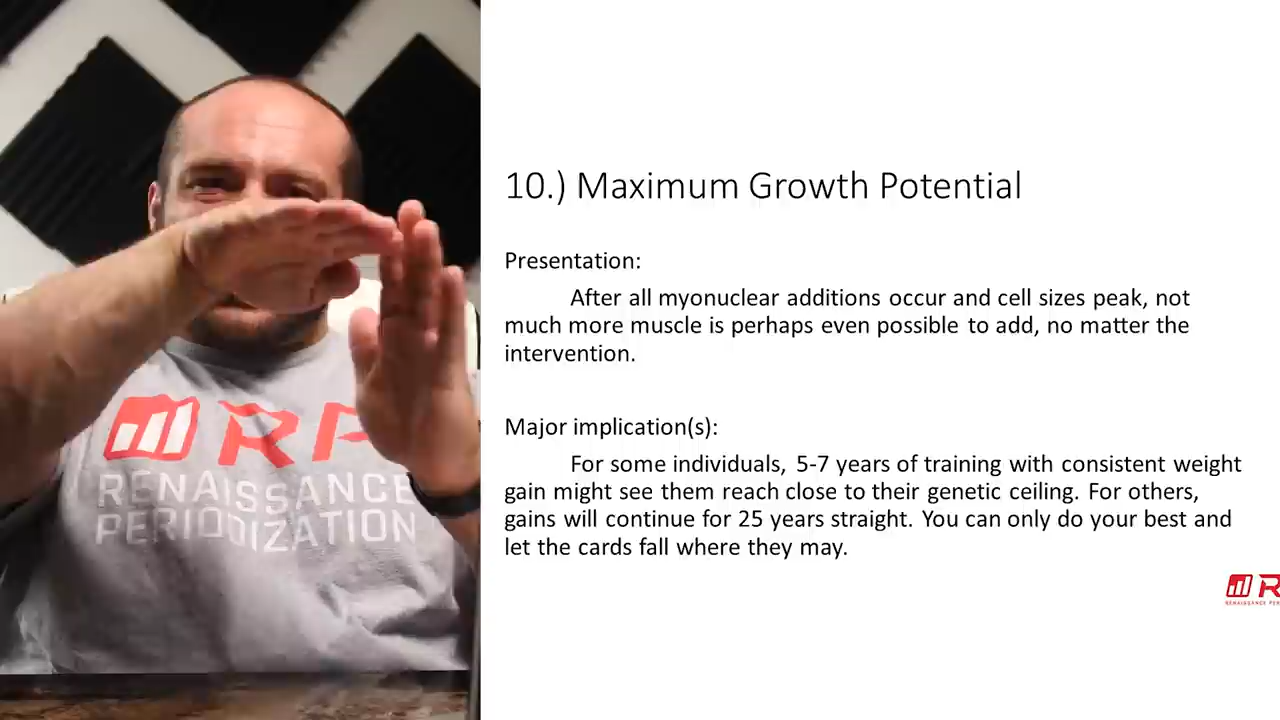 10.) Maximum Growth Potential
Presentation:
After all myonuclear additions occur and cell sizes peak, not
much more muscle is perhaps even possible to add, no matter the
intervention.
Major implication(s):
For some individuals, 5-7 years of training with consistent weight
gain might see them reach close to their genetic ceiling. For others,
gains will continue for 25 years straight. You can only do your best and
let the cards fall where they may.
RP
RENAISSANCE
PERIODIZATION
R
RENAISSANCE PER